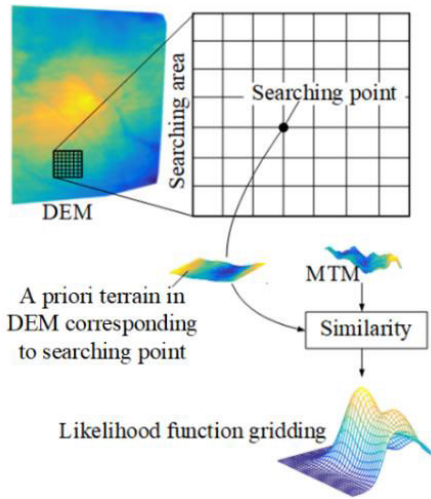 Searching area
Searching point
DEM
MTM
A priori terrain in
DEM corresponding
to searching point
Similarity
Likelihood function gridding